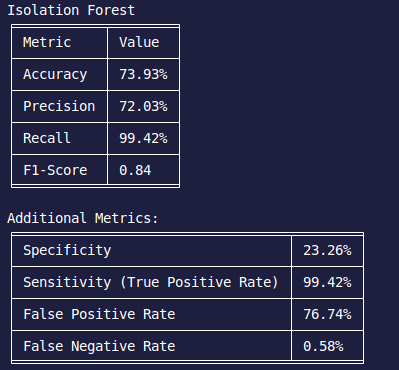 Isolation Forest
Metric Value
Accuracy 73.93%
Precision 72.03%
Recall 99.42%
F1-Score 0.84
Additional Metrics:
Specificity 23.26%
Sensitivity (True Positive Rate) 99.42%
False Positive Rate 76.74%
False Negative Rate 0.58%